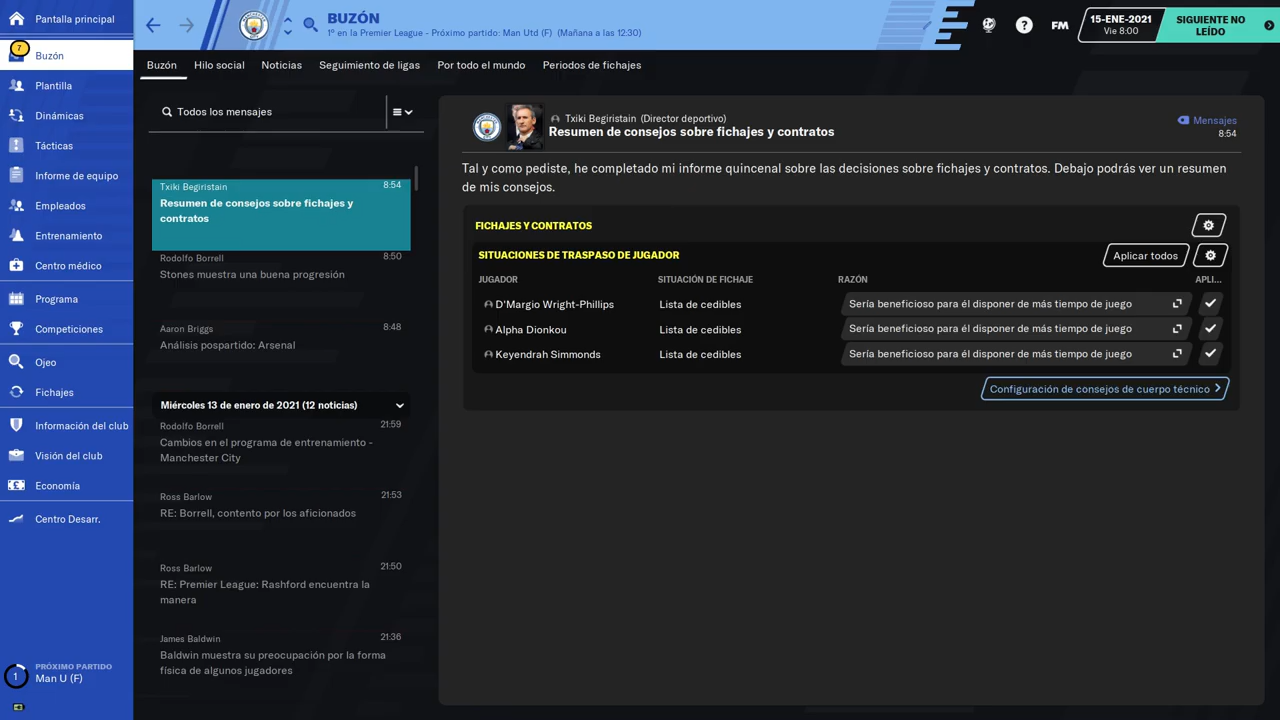 Pantalla principal
7
Buzón
Plantilla
Dinámicas
Tácticas
Informe de equipo
Empleados
Entrenamiento
Centro médico
Programa
Competiciones
Ojeo
Fichajes
Información del club
Visión del club
Economía
Centro Desarr.
1
PRÓXIMO PARTIDO
Man U (F)
BUZÓN
1º en la Premier League - Próximo partido: Man Utd (F) (Mañana a las 12:30)
?
FM
15-ENE-2021
Vie 8:00
SIGUIENTE NO
LEÍDO
Buzón Hilo social Noticias Seguimiento de ligas Por todo el mundo Periodos de fichajes
Todos los mensajes
Txiki Begiristain 8:54
Resumen de consejos sobre fichajes y
contratos
Rodolfo Borrell 8:50
Stones muestra una buena progresión
Aaron Briggs 8:48
Análisis pospartido: Arsenal
Miércoles 13 de enero de 2021 (12 noticias)
Rodolfo Borrell 21:59
Cambios en el programa de entrenamiento -
Manchester City
Ross Barlow 21:53
RE: Borrell, contento por los aficionados
Ross Barlow 21:50
RE: Premier League: Rashford encuentra la
manera
James Baldwin 21:36
Baldwin muestra su preocupación por la forma
física de algunos jugadores
Txiki Begiristain (Director deportivo)
Resumen de consejos sobre fichajes y contratos
Mensajes
8:54
Tal y como pediste, he completado mi informe quincenal sobre las decisiones sobre fichajes y contratos. Debajo podrás ver un resumen
de mis consejos.
FICHAJES Y CONTRATOS
SITUACIONES DE TRASPASO DE JUGADOR
Aplicar todos
JUGADOR SITUACIÓN DE FICHAJE RAZÓN APLI...
D'Margio Wright-Phillips Lista de cedibles Sería beneficioso para él disponer de más tiempo de juego
Alpha Dionkou Lista de cedibles Sería beneficioso para él disponer de más tiempo de juego
Keyendrah Simmonds Lista de cedibles Sería beneficioso para él disponer de más tiempo de juego
Configuración de consejos de cuerpo técnico